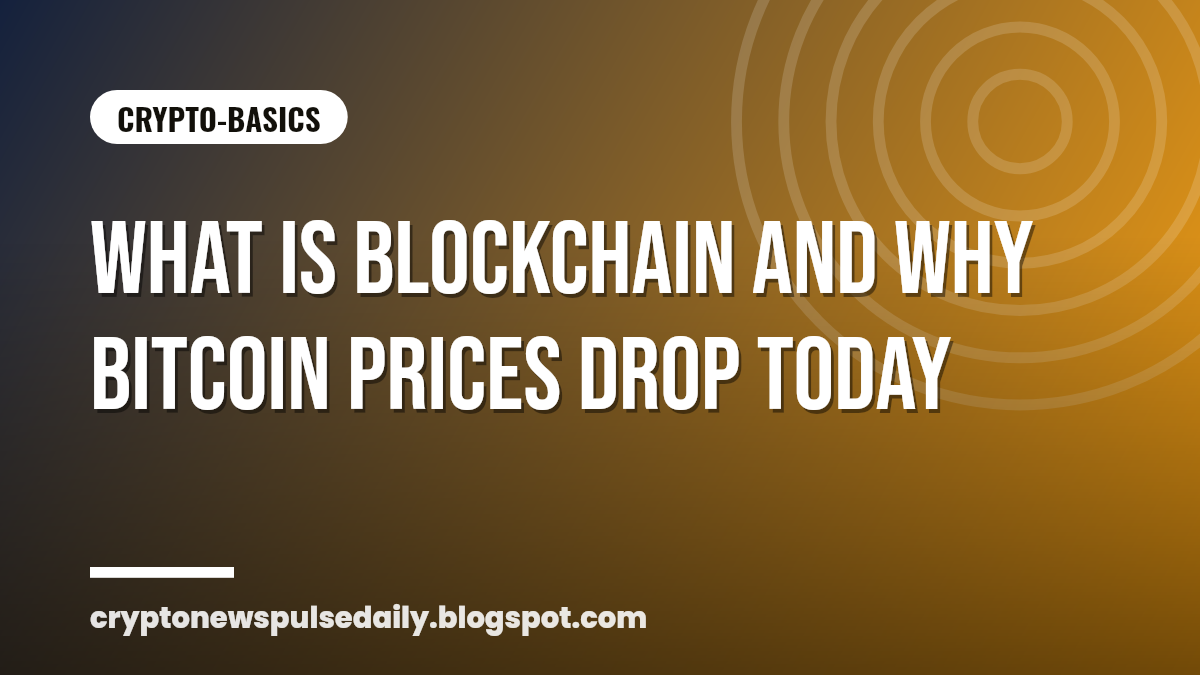 CRYPTO-BASICS
WHAT IS BLOCKCHAIN AND WHY
BITCOIN PRICES DROP TODAY
cryptonewspulsedaily.blogspot.com